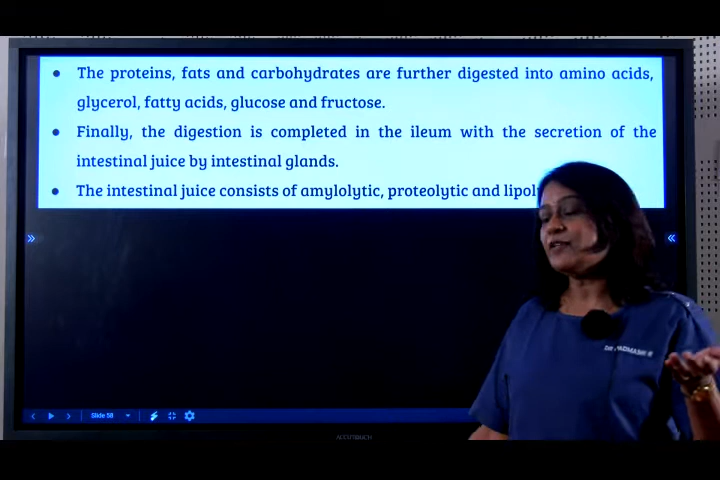 The proteins, fats and carbohydrates are further digested into amino acids,
glycerol, fatty acids, glucose and fructose.
Finally, the digestion is completed in the ileum with the secretion of the
intestinal juice by intestinal glands.
The intestinal juice consists of amylolytic, proteolytic and
Slide 58